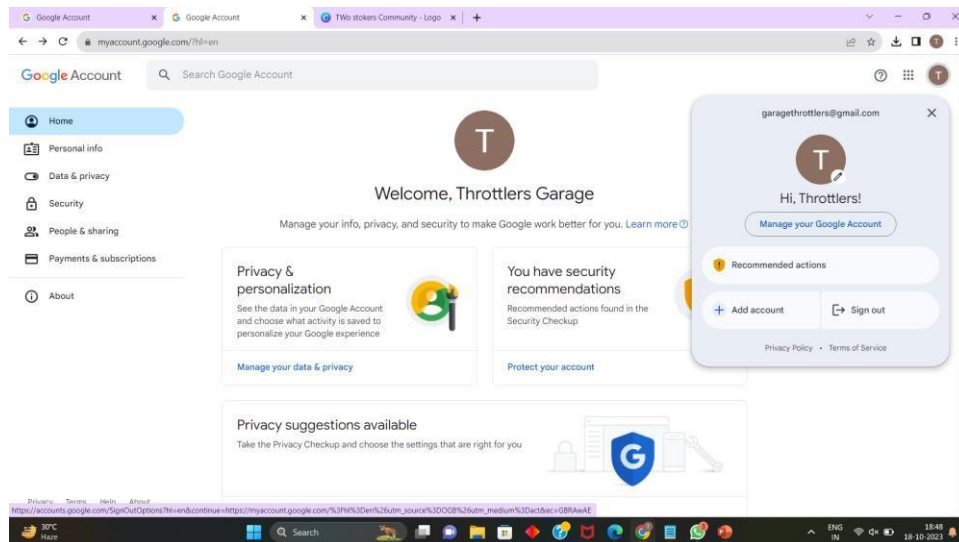 Google Account
Google Account
TWo stokers Community - Logo
myaccount.google.com/?hl=en
T
Google Account
Search Google Account
T
Home
Personal info
Data & privacy
Security
People & sharing
Payments & subscriptions
About
T
Welcome, Throttlers Garage
Manage your info, privacy, and security to make Google work better for you. Learn more
Privacy &
personalization
See the data in your Google Account
and choose what activity is saved to
personalize your Google experience
Manage your data & privacy
You have security
recommendations
Recommended actions found in the
Security Checkup
Protect your account
Privacy suggestions available
Take the Privacy Checkup and choose the settings that are right for you
G
garagethrottlers@gmail.com
T
Hi, Throttlers!
Manage your Google Account
Recommended actions
Add account
Sign out
Privacy Policy • Terms of Service
Privacy Terms Help About
https://accounts.google.com/SignOutOptions?hl=en&continue=https://myaccount.google.com/%3Fhl%3Den%26utm_source%3DOGB%26utm_medium%3Dact&ec=GBRAwAE
30°C
Haze
Search
ENG
IN
18:48
18-10-2023